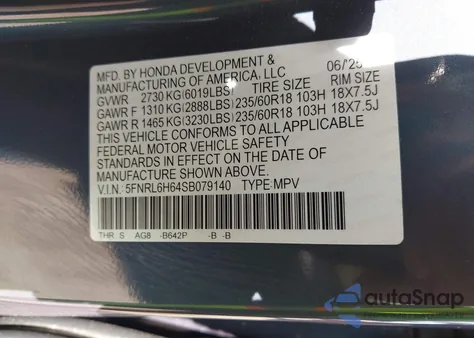 MFD. BY HONDA DEVELOPMENT & 06/25
MANUFACTURING OF AMERICA, LLC
GVWR 2730 KG(6019LBS) TIRE SIZE RIM SIZE
GAWR F 1310 KG(2888LBS) 235/60R18 103H 18X7.5J
GAWR R 1465 KG(3230LBS) 235/60R18 103H 18X7.5J
THIS VEHICLE CONFORMS TO ALL APPLICABLE
FEDERAL MOTOR VEHICLE SAFETY
STANDARDS IN EFFECT ON THE DATE OF
MANUFACTURE SHOWN ABOVE.
V.I.N.: 5FNRL6H64SB079140 TYPE:MPV
THR S AG8 -B642P -B -B
autoSnap